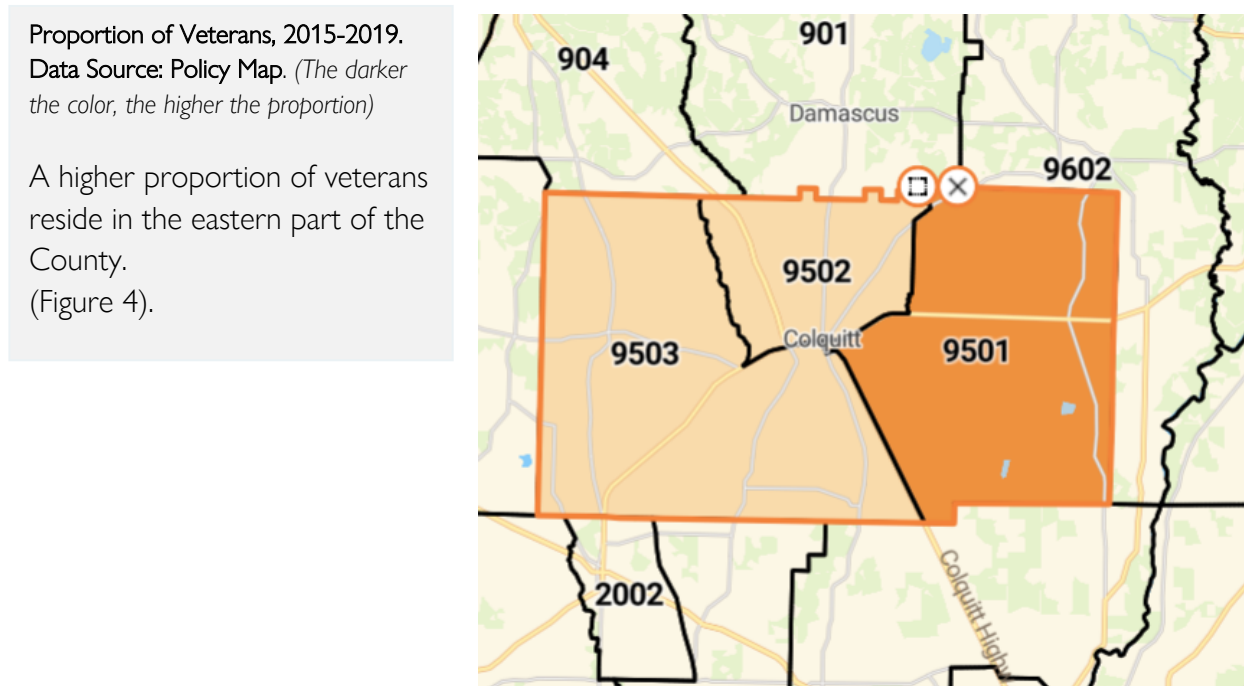 Proportion of Veterans, 2015-2019.
Data Source: Policy Map. (The darker
the color, the higher the proportion)
A higher proportion of veterans
reside in the eastern part of the
County.
(Figure 4).
901
904
Damascus
9602
9502
Colquitt
9503
9501
2002
Colquitt Highw